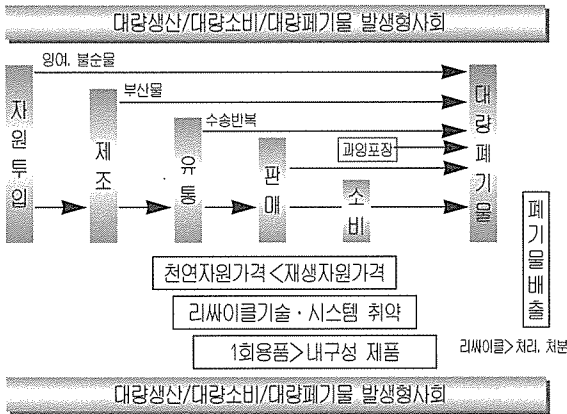 대량생산/대량소비/대량폐기물 발생형사회
잉여, 불순물
부산물
수송반복
과잉포장
자원투입
제조
유통
판매
소비
대량폐기물
폐기물배출
천연자원가격<재생자원가격
리싸이클기술·시스템 취약
1회용품>내구성 제품
리싸이클>처리, 처분
대량생산/대량소비/대량폐기물 발생형사회